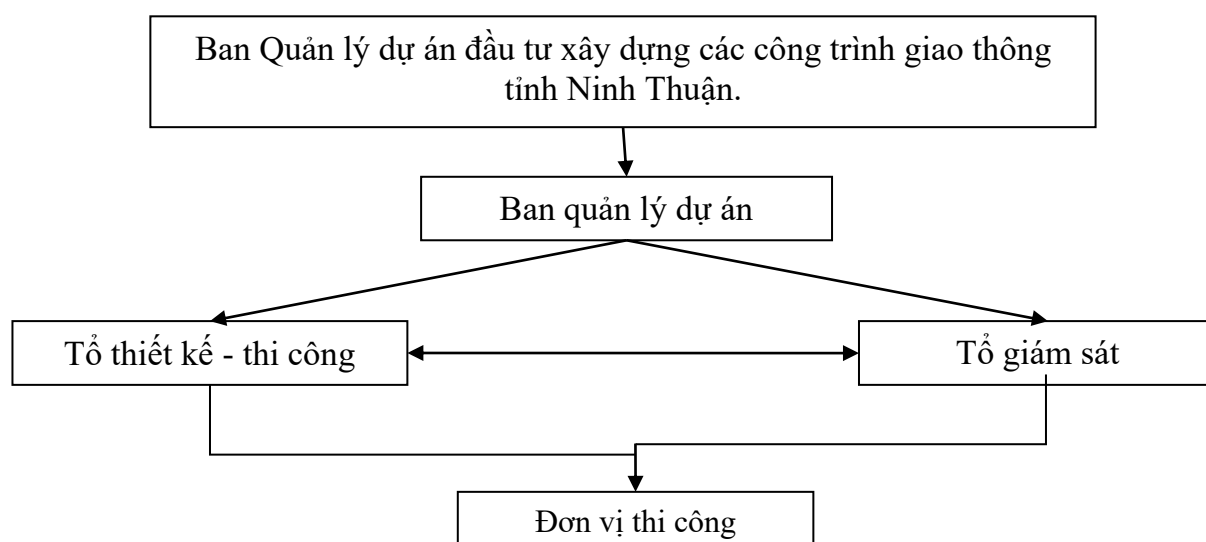 Ban Quản lý dự án đầu tư xây dựng các công trình giao thông
tỉnh Ninh Thuận.
Ban quản lý dự án
Tổ thiết kế - thi công
Tổ giám sát
Đơn vị thi công